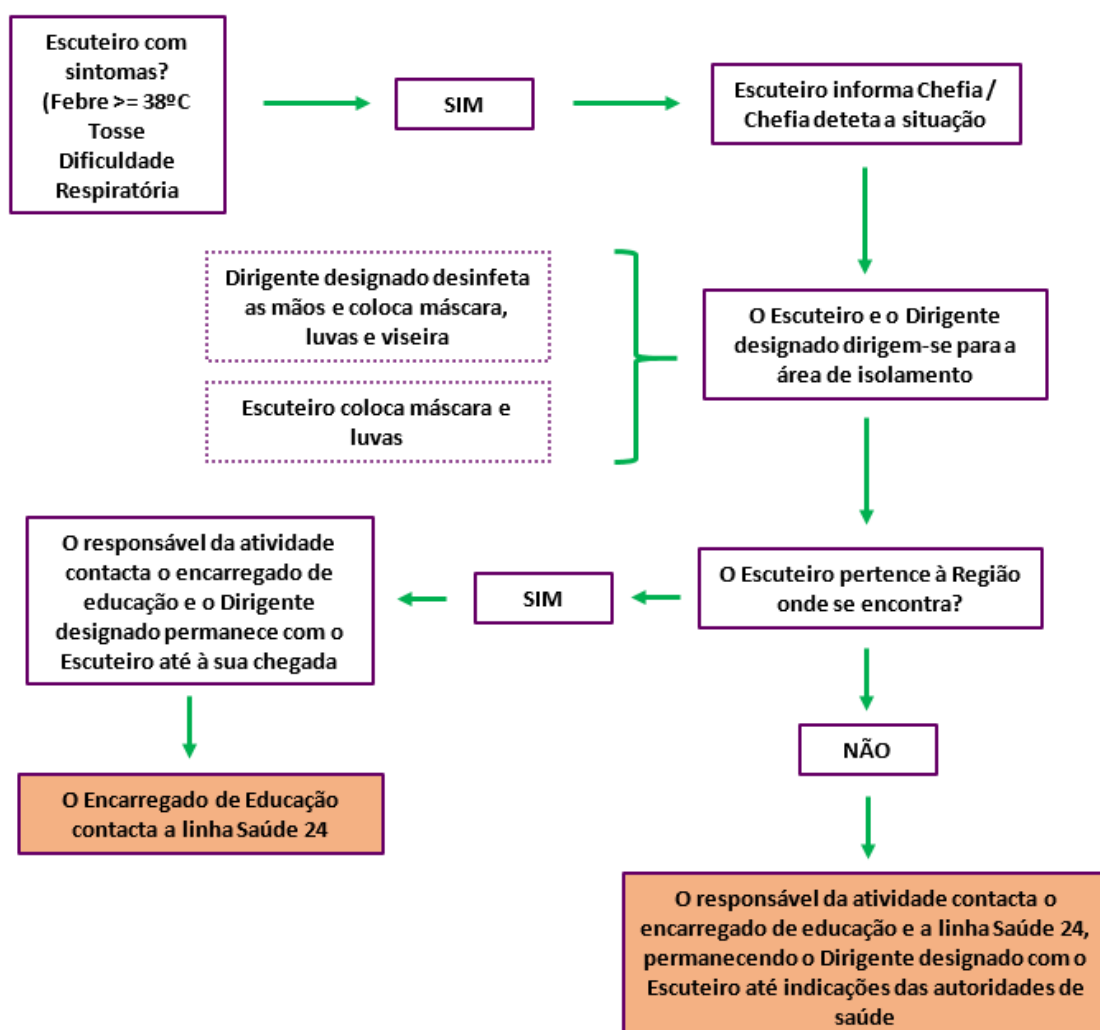 Escuteiro com
sintomas?
(Febre >= 38ºC
Tosse
Dificuldade
Respiratória
SIM
Escuteiro informa Chefia /
Chefia deteta a situação
Dirigente designado desinfeta
as mãos e coloca máscara,
luvas e viseira
Escuteiro coloca máscara e
luvas
O Escuteiro e o Dirigente
designado dirigem-se para a
área de isolamento
O Escuteiro pertence à Região
onde se encontra?
SIM
O responsável da atividade
contacta o encarregado de
educação e o Dirigente
designado permanece com o
Escuteiro até à sua chegada
O Encarregado de Educação
contacta a linha Saúde 24
NÃO
O responsável da atividade contacta o
encarregado de educação e a linha Saúde 24,
permanecendo o Dirigente designado com o
Escuteiro até indicações das autoridades de
saúde